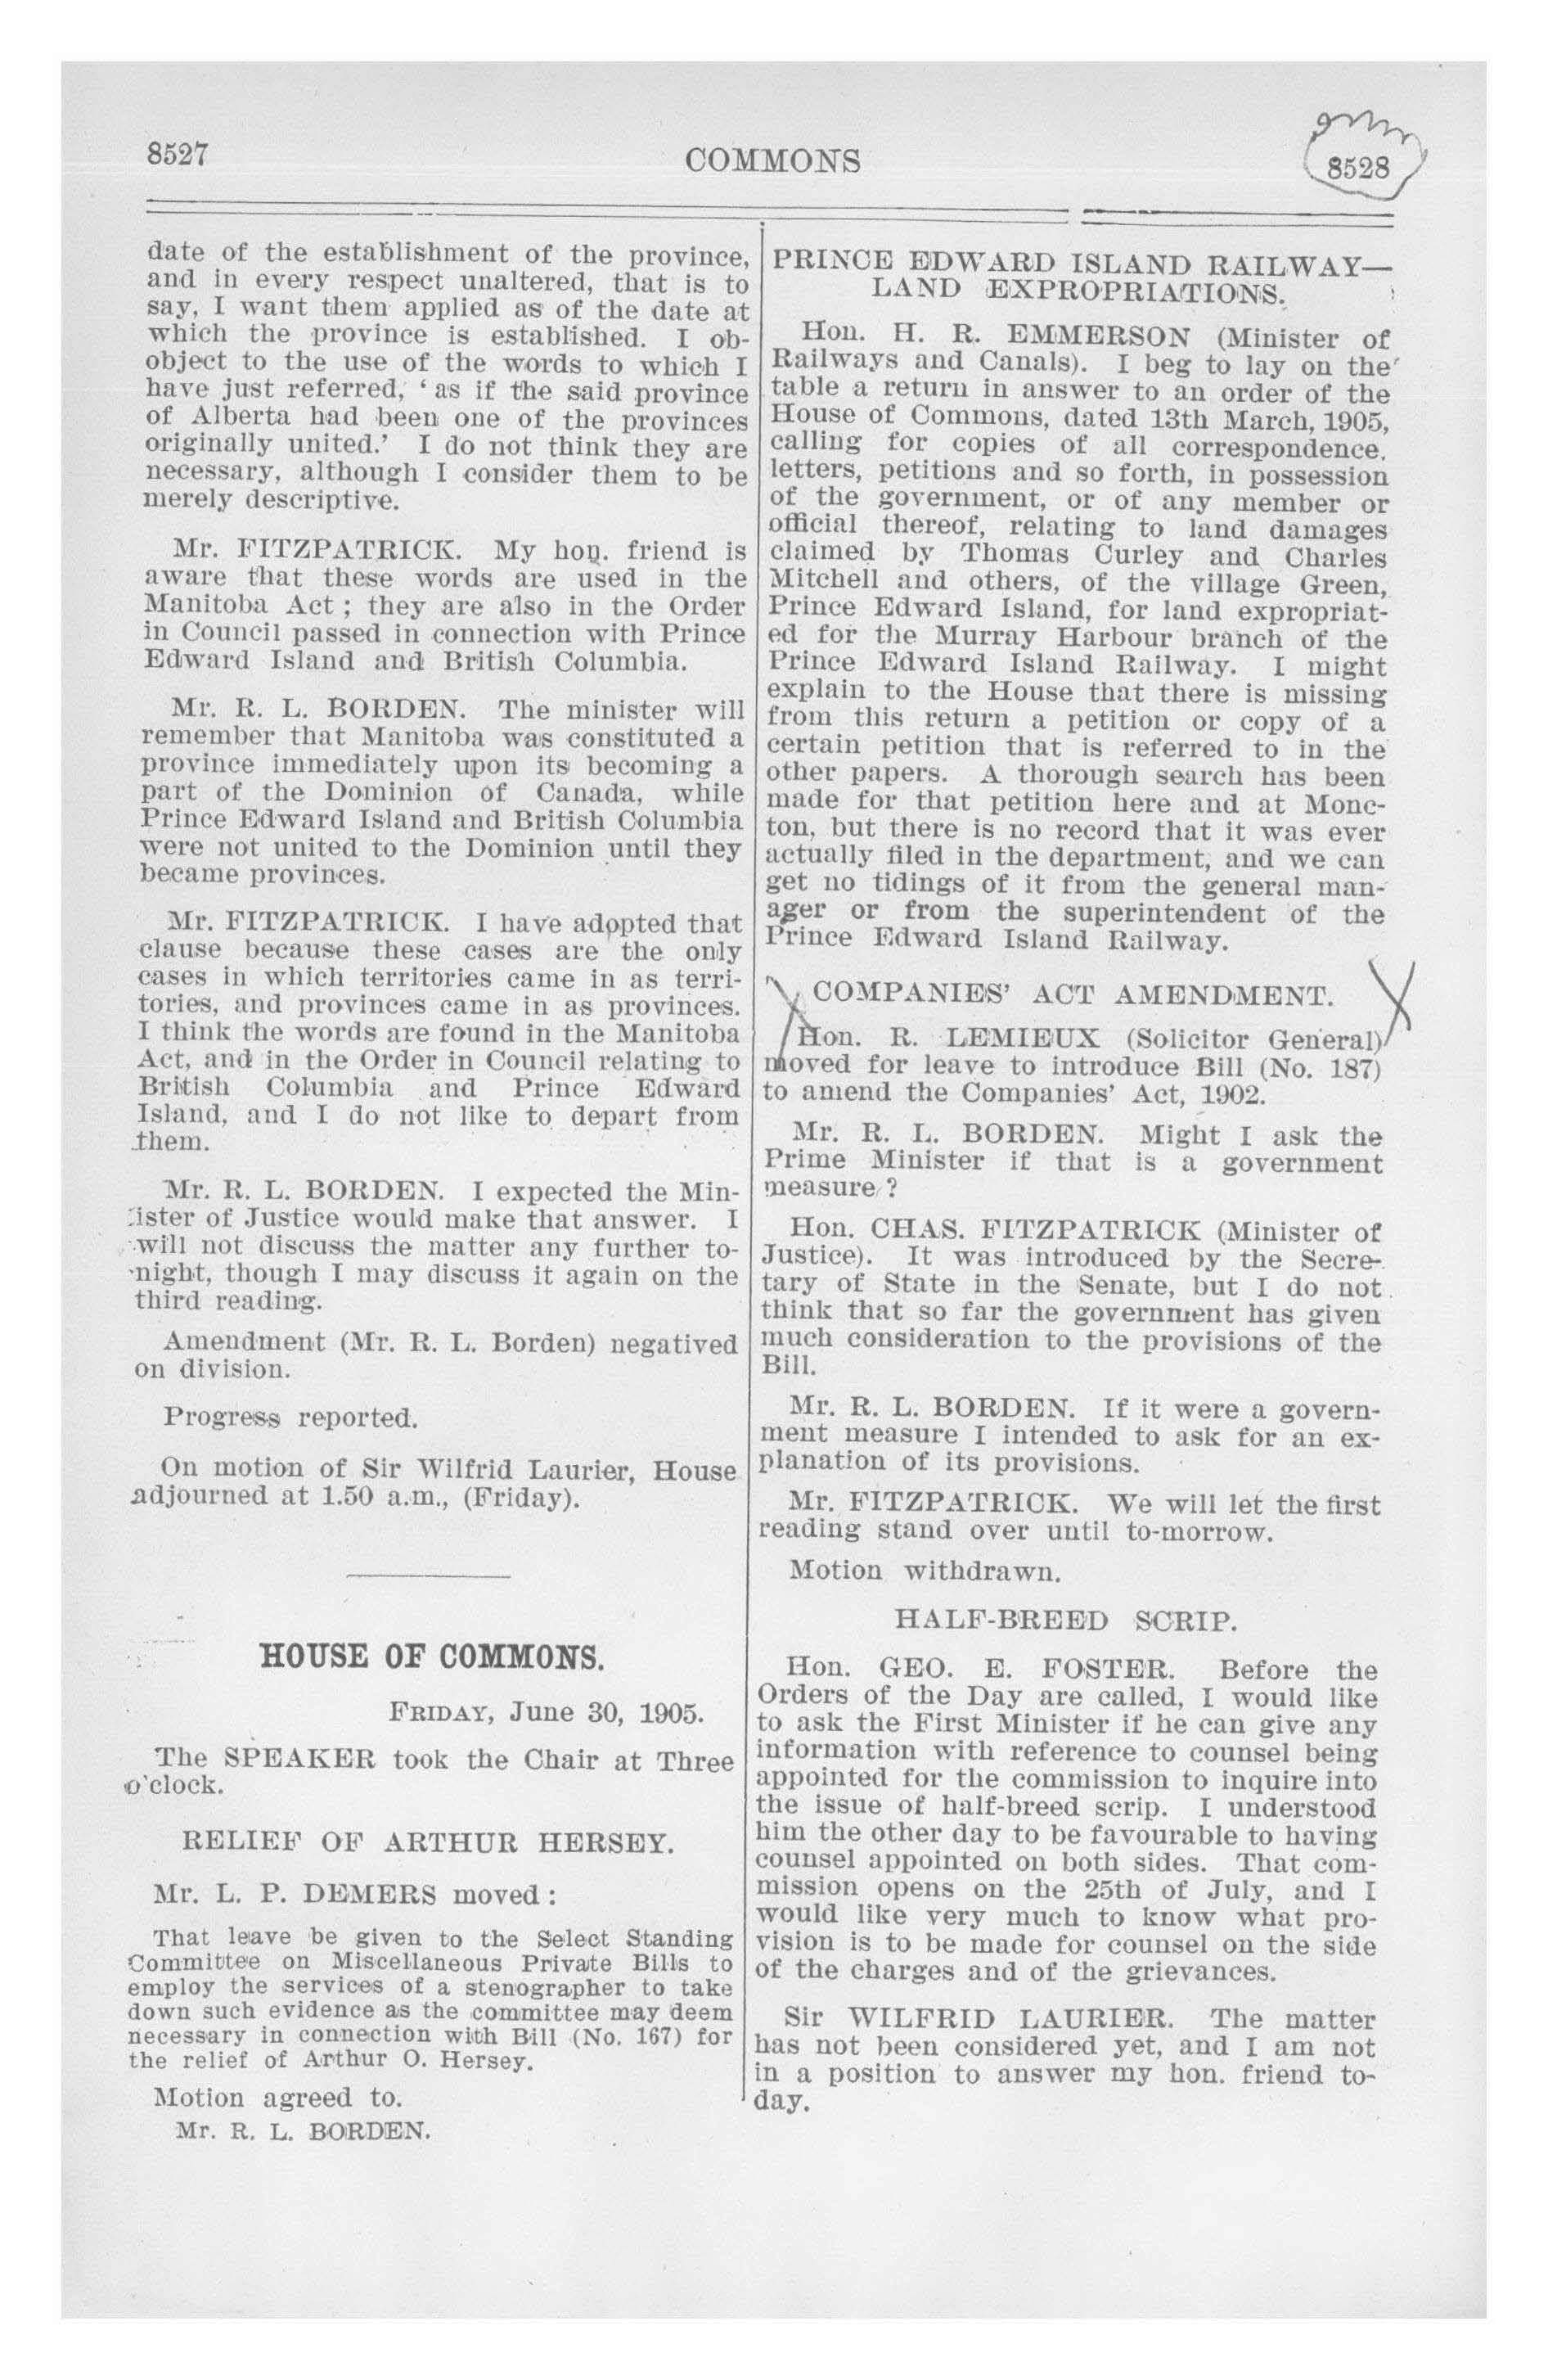 8527
COMMONS
8528
date of the establishment of the province,
and in every respect unaltered, that is to
say, I want them applied as of the date at
which the province is established. I ob-
object to the use of the words to which I
have just referred, ‘ as if the said province
of Alberta had been one of the provinces
originally united.’ I do not think they are
necessary, although I consider them to be
merely descriptive.
Mr. FITZPATRICK. My hon. friend is
aware that these words are used in the
Manitoba Act ; they are also in the Order
in Council passed in connection with Prince
Edward Island and British Columbia.
Mr. R. L. BORDEN. The minister will
remember that Manitoba was constituted a
province immediately upon its becoming a
part of the Dominion of Canada, while
Prince Edward Island and British Columbia
were not united to the Dominion until they
became provinces.
Mr. FITZPATRICK. I have adopted that
clause because these cases are the only
cases in which territories came in as terri-
tories, and provinces came in as provinces.
I think the words are found in the Manitoba
Act, and in the Order in Council relating to
British Columbia and Prince Edward
Island, and I do not like to depart from
them.
Mr. R. L. BORDEN. I expected the Min-
ister of Justice would make that answer. I
will not discuss the matter any further to-
night, though I may discuss it again on the
third reading.
Amendment (Mr. R. L. Borden) negatived
on division.
Progress reported.
On motion of Sir Wilfrid Laurier, House
adjourned at 1.50 a.m., (Friday).
HOUSE OF COMMONS.
FRIDAY, June 30, 1905.
The SPEAKER took the Chair at Three
o'clock.
RELIEF OF ARTHUR HERSEY.
Mr. L. P. DEMERS moved :
That leave be given to the Select Standing
Committee on Miscellaneous Private Bills to
employ the services of a stenographer to take
down such evidence as the committee may deem
necessary in connection with Bill (No. 167) for
the relief of Arthur O. Hersey.
Motion agreed to.
Mr. R. L. BORDEN.
PRINCE EDWARD ISLAND RAILWAY—
LAND EXPROPRIATIONS.
Hon. H. R. EMMERSON (Minister of
Railways and Canals). I beg to lay on the
table a return in answer to an order of the
House of Commons, dated 13th March, 1905,
calling for copies of all correspondence,
letters, petitions and so forth, in possession
of the government, or of any member or
official thereof, relating to land damages
claimed by Thomas Curley and Charles
Mitchell and others, of the village Green,
Prince Edward Island, for land expropriat-
ed for the Murray Harbour branch of the
Prince Edward Island Railway. I might
explain to the House that there is missing
from this return a petition or copy of a
certain petition that is referred to in the
other papers. A thorough search has been
made for that petition here and at Monc-
ton, but there is no record that it was ever
actually filed in the department, and we can
get no tidings of it from the general man-
ager or from the superintendent of the
Prince Edward Island Railway.
COMPANIES' ACT AMENDMENT.
Hon. R. LEMIEUX (Solicitor General)
moved for leave to introduce Bill (No. 187)
to amend the Companies' Act, 1902.
Mr. R. L. BORDEN. Might I ask the
Prime Minister if that is a government
measure ?
Hon. CHAS. FITZPATRICK (Minister of
Justice). It was introduced by the Secre-
tary of State in the Senate, but I do not
think that so far the government has given
much consideration to the provisions of the
Bill.
Mr. R. L. BORDEN. If it were a govern-
ment measure I intended to ask for an ex-
planation of its provisions.
Mr. FITZPATRICK. We will let the first
reading stand over until to-morrow.
Motion withdrawn.
HALF-BREED SCRIP.
Hon. GEO. E. FOSTER. Before the
Orders of the Day are called, I would like
to ask the First Minister if he can give any
information with reference to counsel being
appointed for the commission to inquire into
the issue of half-breed scrip. I understood
him the other day to be favourable to having
counsel appointed on both sides. That com-
mission opens on the 25th of July, and I
would like very much to know what pro-
vision is to be made for counsel on the side
of the charges and of the grievances.
Sir WILFRID LAURIER. The matter
has not been considered yet, and I am not
in a position to answer my hon. friend to-
day.